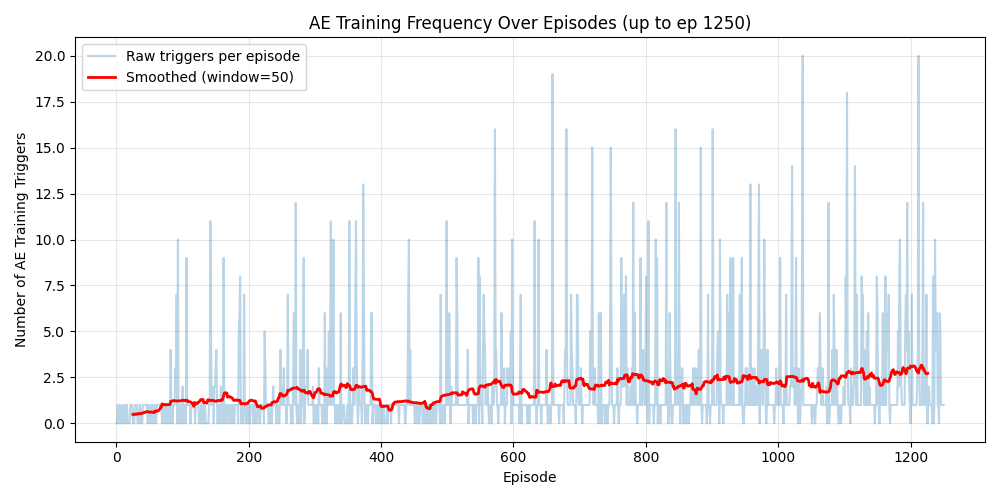 AE Training Frequency Over Episodes (up to ep 1250)
Raw triggers per episode
Smoothed (window=50)
Number of AE Training Triggers
20.0
17.5
15.0
12.5
10.0
7.5
5.0
2.5
0.0
0 200 400 600 800 1000 1200
Episode